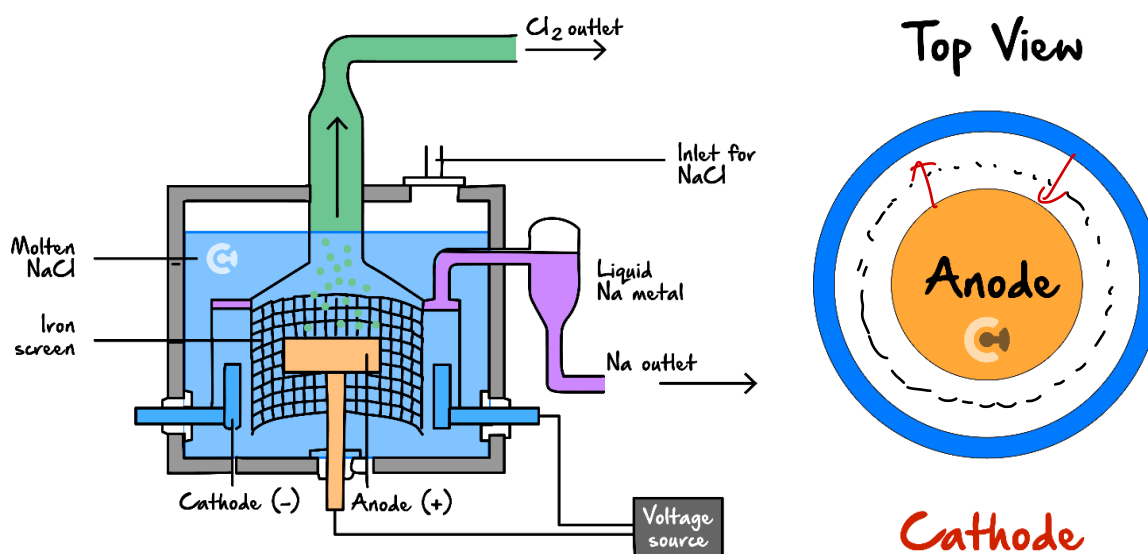 Cl₂ outlet
Top View
Inlet for
NaCl
Molten
NaCl
Liquid
Na metal
Anode
Iron
screen
Na outlet
Cathode (-)
Anode (+)
Voltage
source
Cathode